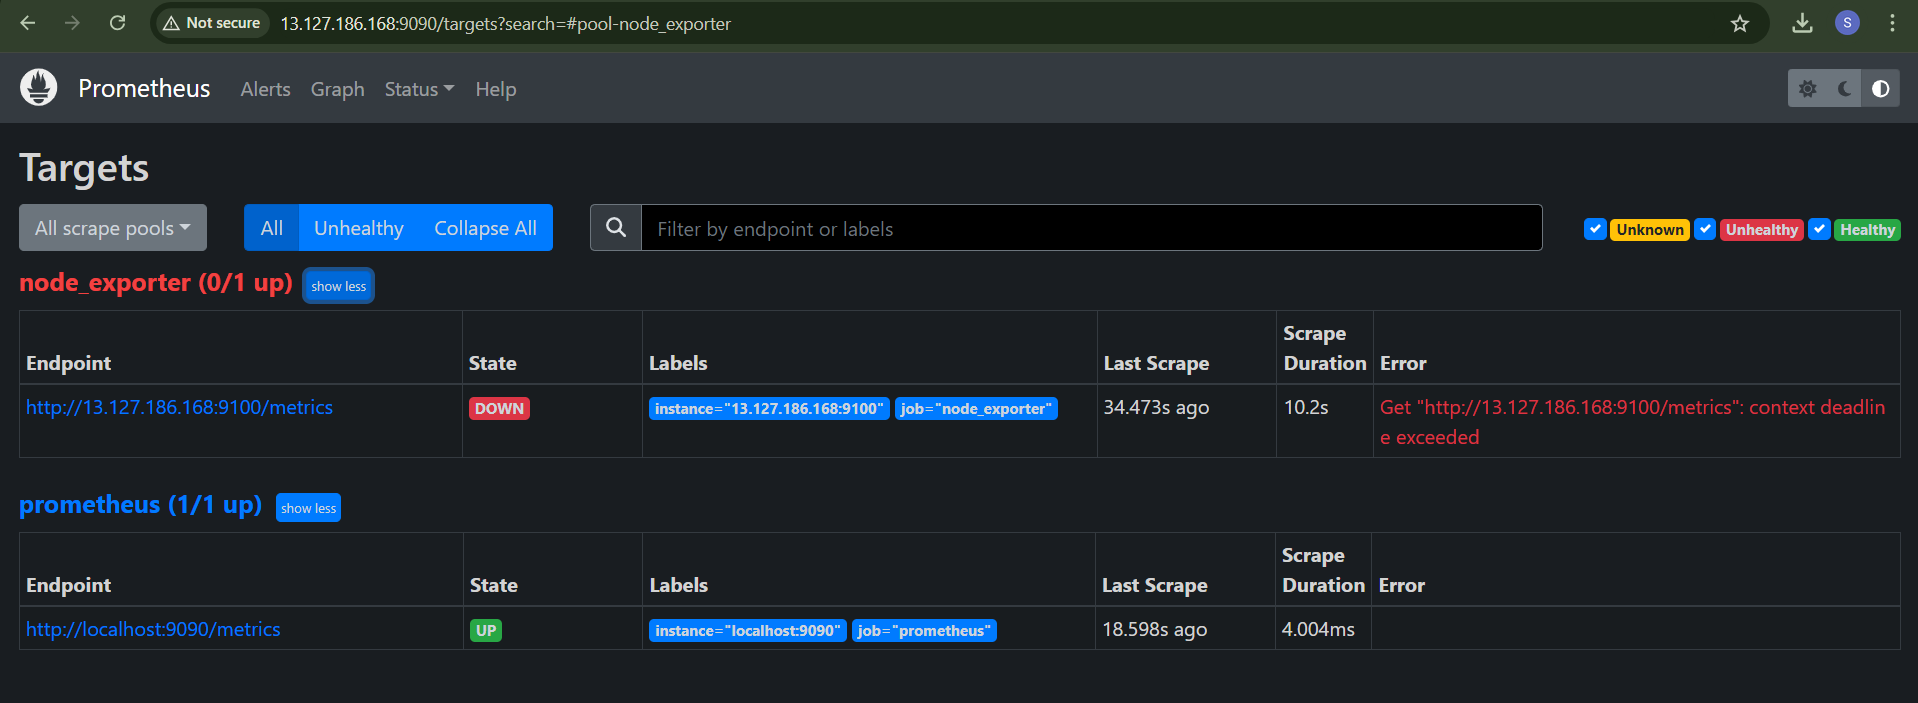 Not secure 13.127.186.168:9090/targets?search=#pool-node_exporter S
Prometheus Alerts Graph Status Help
Targets
All scrape pools All Unhealthy Collapse All Filter by endpoint or labels Unknown Unhealthy Healthy
node_exporter (0/1 up) show less
Scrape
Endpoint State Labels Last Scrape Duration Error
http://13.127.186.168:9100/metrics DOWN instance="13.127.186.168:9100" job="node_exporter" 34.473s ago 10.2s Get "http://13.127.186.168:9100/metrics": context deadlin
e exceeded
prometheus (1/1 up) show less
Scrape
Endpoint State Labels Last Scrape Duration Error
http://localhost:9090/metrics UP instance="localhost:9090" job="prometheus" 18.598s ago 4.004ms